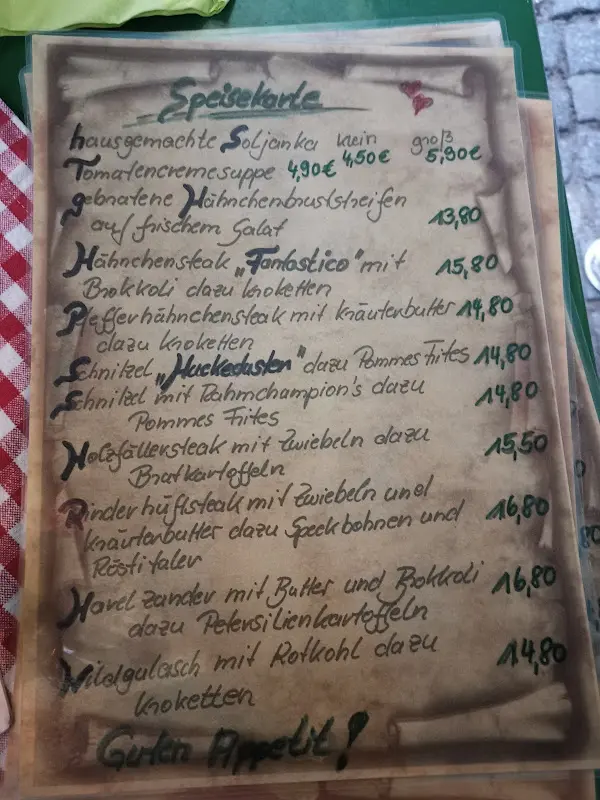 Speisekarte
hausgemachte Soljanka klein groß
4,50€ 5,90€
Tomatencremesuppe 4,90€
gebratene Hähnchenbruststreifen
auf frischem Salat 13,80
Hähnchensteak „Fantastico" mit 15,80
Brokkoli dazu Kroketten
Pfefferhähnchensteak mit Kräuterbutter 14,80
dazu Kroketten
Schnitzel „Huckedusten" dazu Pommes Frites 14,80
Schnitzel mit Rahmchampion's dazu 14,80
Pommes Frites
Holzfällersteak mit Zwiebeln dazu 15,50
Bratkartoffeln
Rinderhüftsteak mit Zwiebeln und
Kräuterbutter dazu Speckbohnen und 16,80
Röstitaler
Havelzander mit Butter und Brokkoli 16,80
dazu Petersilienkartoffeln
Wildgulasch mit Rotkohl dazu 14,80
Kroketten
Guten Appetit!